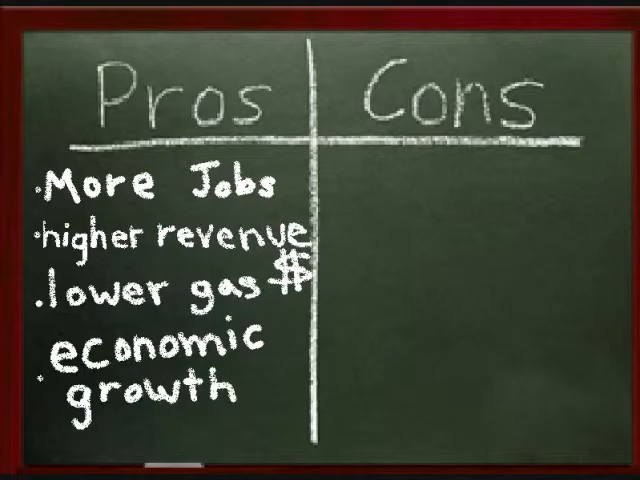 Pros Cons
· More Jobs
· higher revenue
· lower gas $
· economic
growth